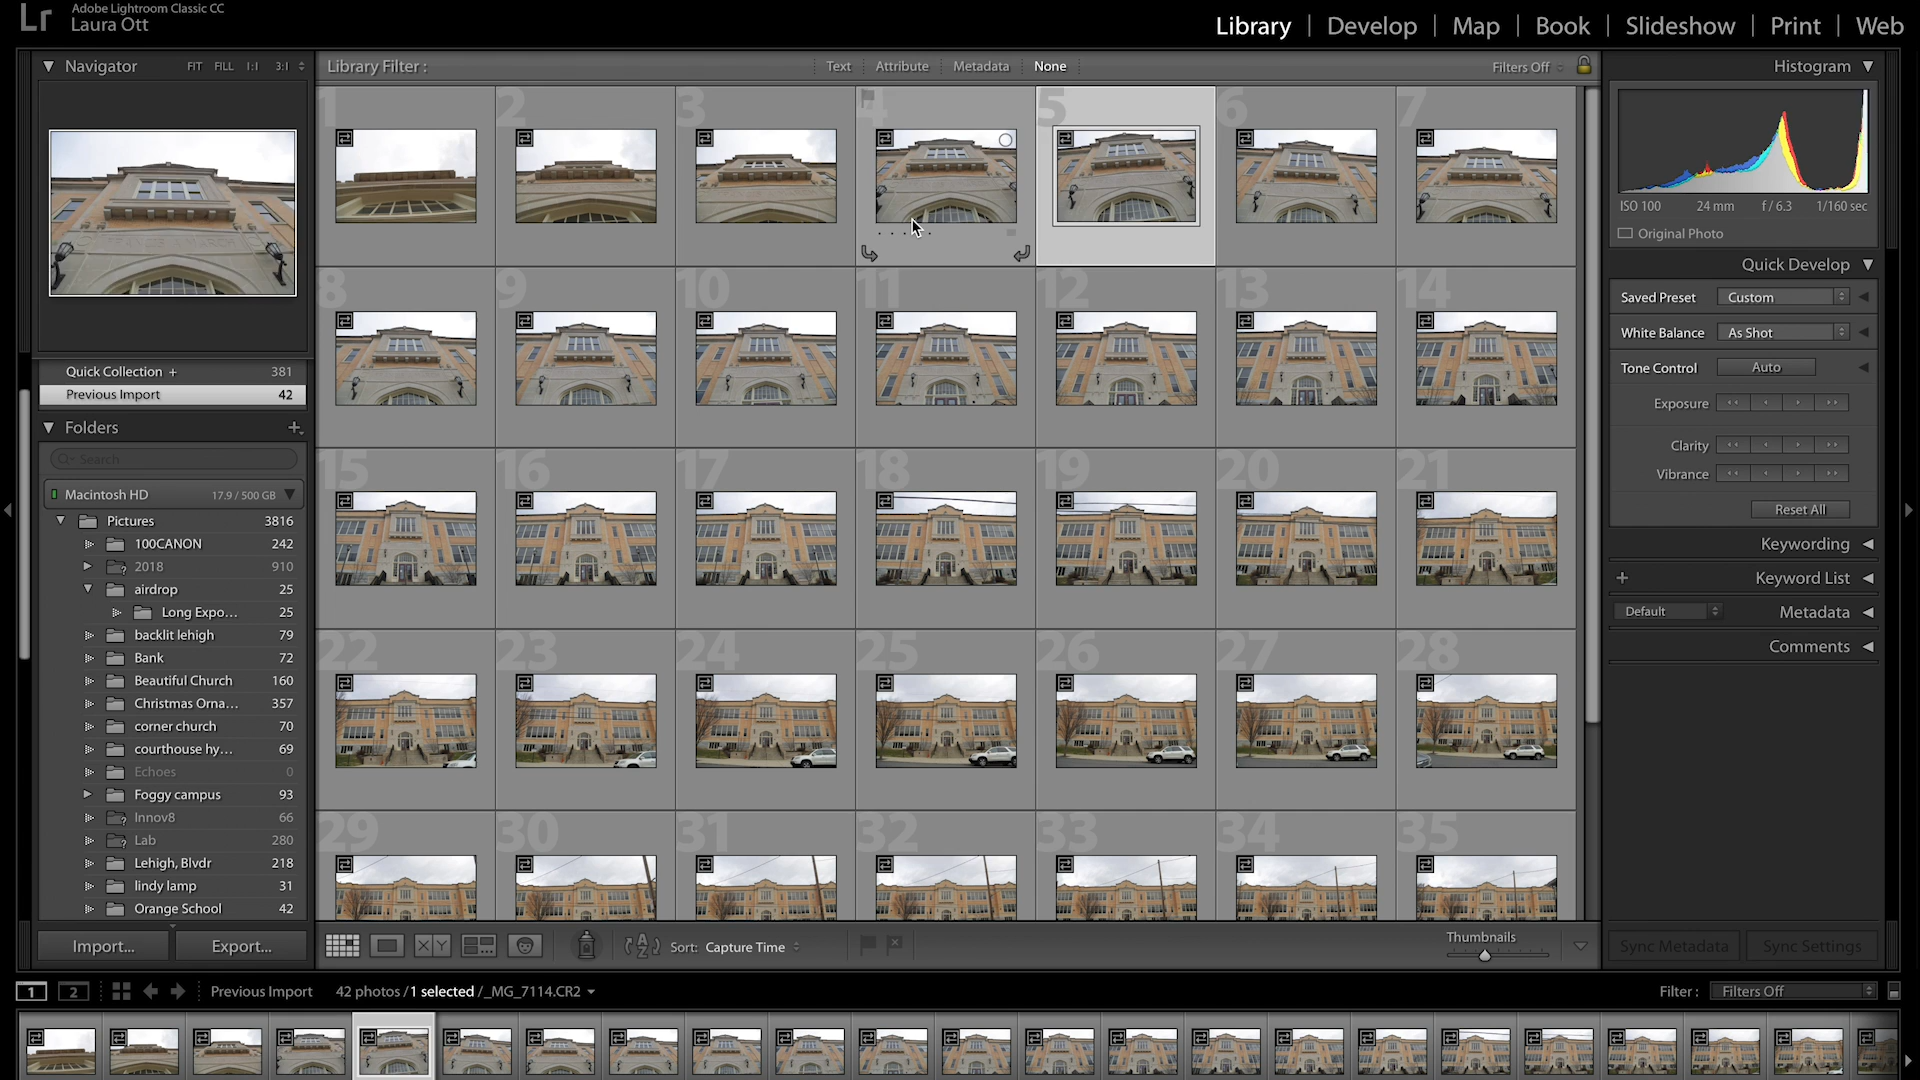 Lr
Adobe Lightroom Classic CC
Laura Ott
Library | Develop | Map | Book | Slideshow | Print | Web
Navigator FIT FILL 1:1 3:1
Library Filter : Text Attribute Metadata None Filters Off
Histogram
1 2 3 4 5 6 7
ISO 100 24 mm f / 6.3 1/160 sec
Original Photo
Quick Develop
Saved Preset Custom
White Balance As Shot
Tone Control Auto
Exposure
Clarity
Vibrance
Reset All
Keywording
+ Keyword List
Default Metadata
Comments
8 9 10 11 12 13 14
15 16 17 18 19 20 21
22 23 24 25 26 27 28
29 30 31 32 33 34 35
Quick Collection + 381
Previous Import 42
Folders +
Search
Macintosh HD 17.9 / 500 GB
Pictures 3816
100CANON 242
2018 910
airdrop 25
Long Expo... 25
backlit lehigh 79
Bank 72
Beautiful Church 160
Christmas Orna... 357
corner church 70
courthouse hy... 69
Echoes 0
Foggy campus 93
Innov8 66
Lab 280
Lehigh, Blvdr 218
lindy lamp 31
Orange School 42
Import... Export...
X Y
A Z
Sort: Capture Time
Thumbnails
Sync Metadata Sync Settings
1 2 Previous Import 42 photos / 1 selected / _MG_7114.CR2
Filter : Filters Off